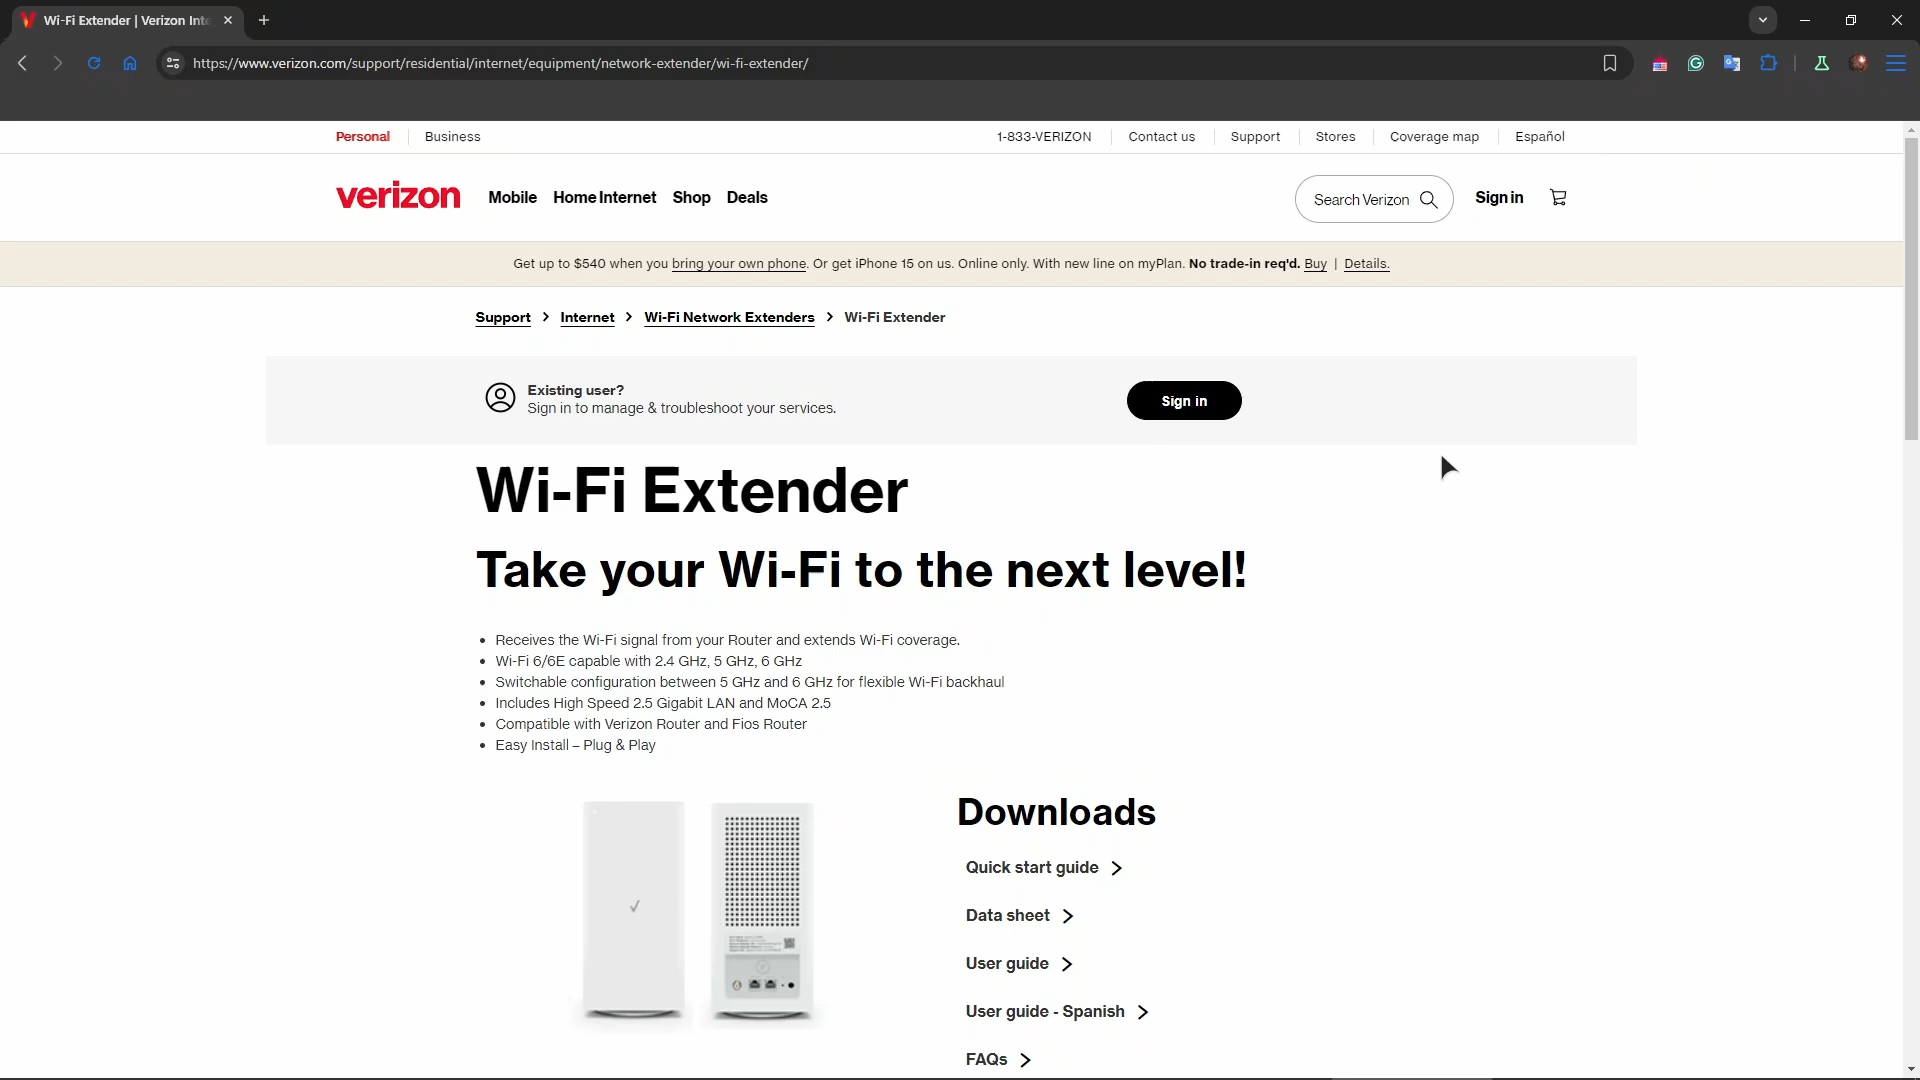 Wi-Fi Extender | Verizon Inte
https://www.verizon.com/support/residential/internet/equipment/network-extender/wi-fi-extender/
Personal Business 1-833-VERIZON Contact us Support Stores Coverage map Español
verizon Mobile Home Internet Shop Deals Search Verizon Sign in
Get up to $540 when you bring your own phone. Or get iPhone 15 on us. Online only. With new line on myPlan. No trade-in req'd. Buy | Details.
Support > Internet > Wi-Fi Network Extenders > Wi-Fi Extender
Existing user?
Sign in to manage & troubleshoot your services.
Sign in
Wi-Fi Extender
Take your Wi-Fi to the next level!
• Receives the Wi-Fi signal from your Router and extends Wi-Fi coverage.
• Wi-Fi 6/6E capable with 2.4 GHz, 5 GHz, 6 GHz
• Switchable configuration between 5 GHz and 6 GHz for flexible Wi-Fi backhaul
• Includes High Speed 2.5 Gigabit LAN and MoCA 2.5
• Compatible with Verizon Router and Fios Router
• Easy Install – Plug & Play
Downloads
Quick start guide
Data sheet
User guide
User guide - Spanish
FAQs